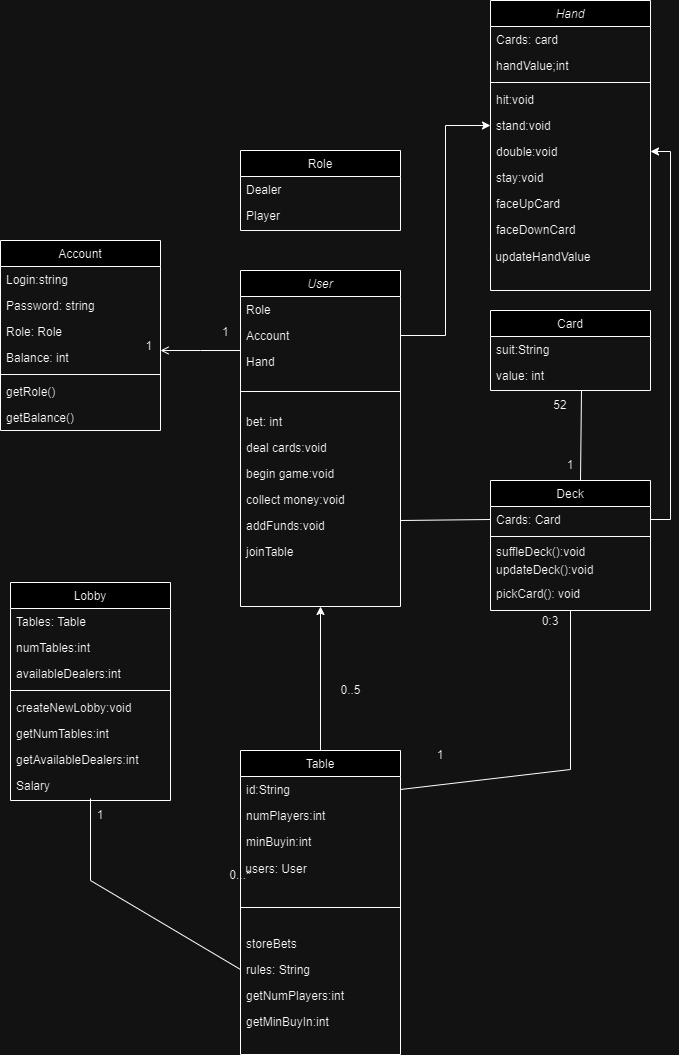 Hand
Cards: card
handValue;int
hit:void
stand:void
double:void
stay:void
faceUpCard
faceDownCard
updateHandValue
Role
Dealer
Player
Account
Login:string
Password: string
Role: Role
Balance: int
getRole()
getBalance()
1
1
User
Role
Account
Hand
bet: int
deal cards:void
begin game:void
collect money:void
addFunds:void
joinTable
Card
suit:String
value: int
52
1
Deck
Cards: Card
suffleDeck():void
updateDeck():void
pickCard(): void
0:3
Lobby
Tables: Table
numTables:int
availableDealers:int
createNewLobby:void
getNumTables:int
getAvailableDealers:int
Salary
1
0..5
1
Table
id:String
numPlayers:int
minBuyin:int
users: User
0..*
storeBets
rules: String
getNumPlayers:int
getMinBuyIn:int